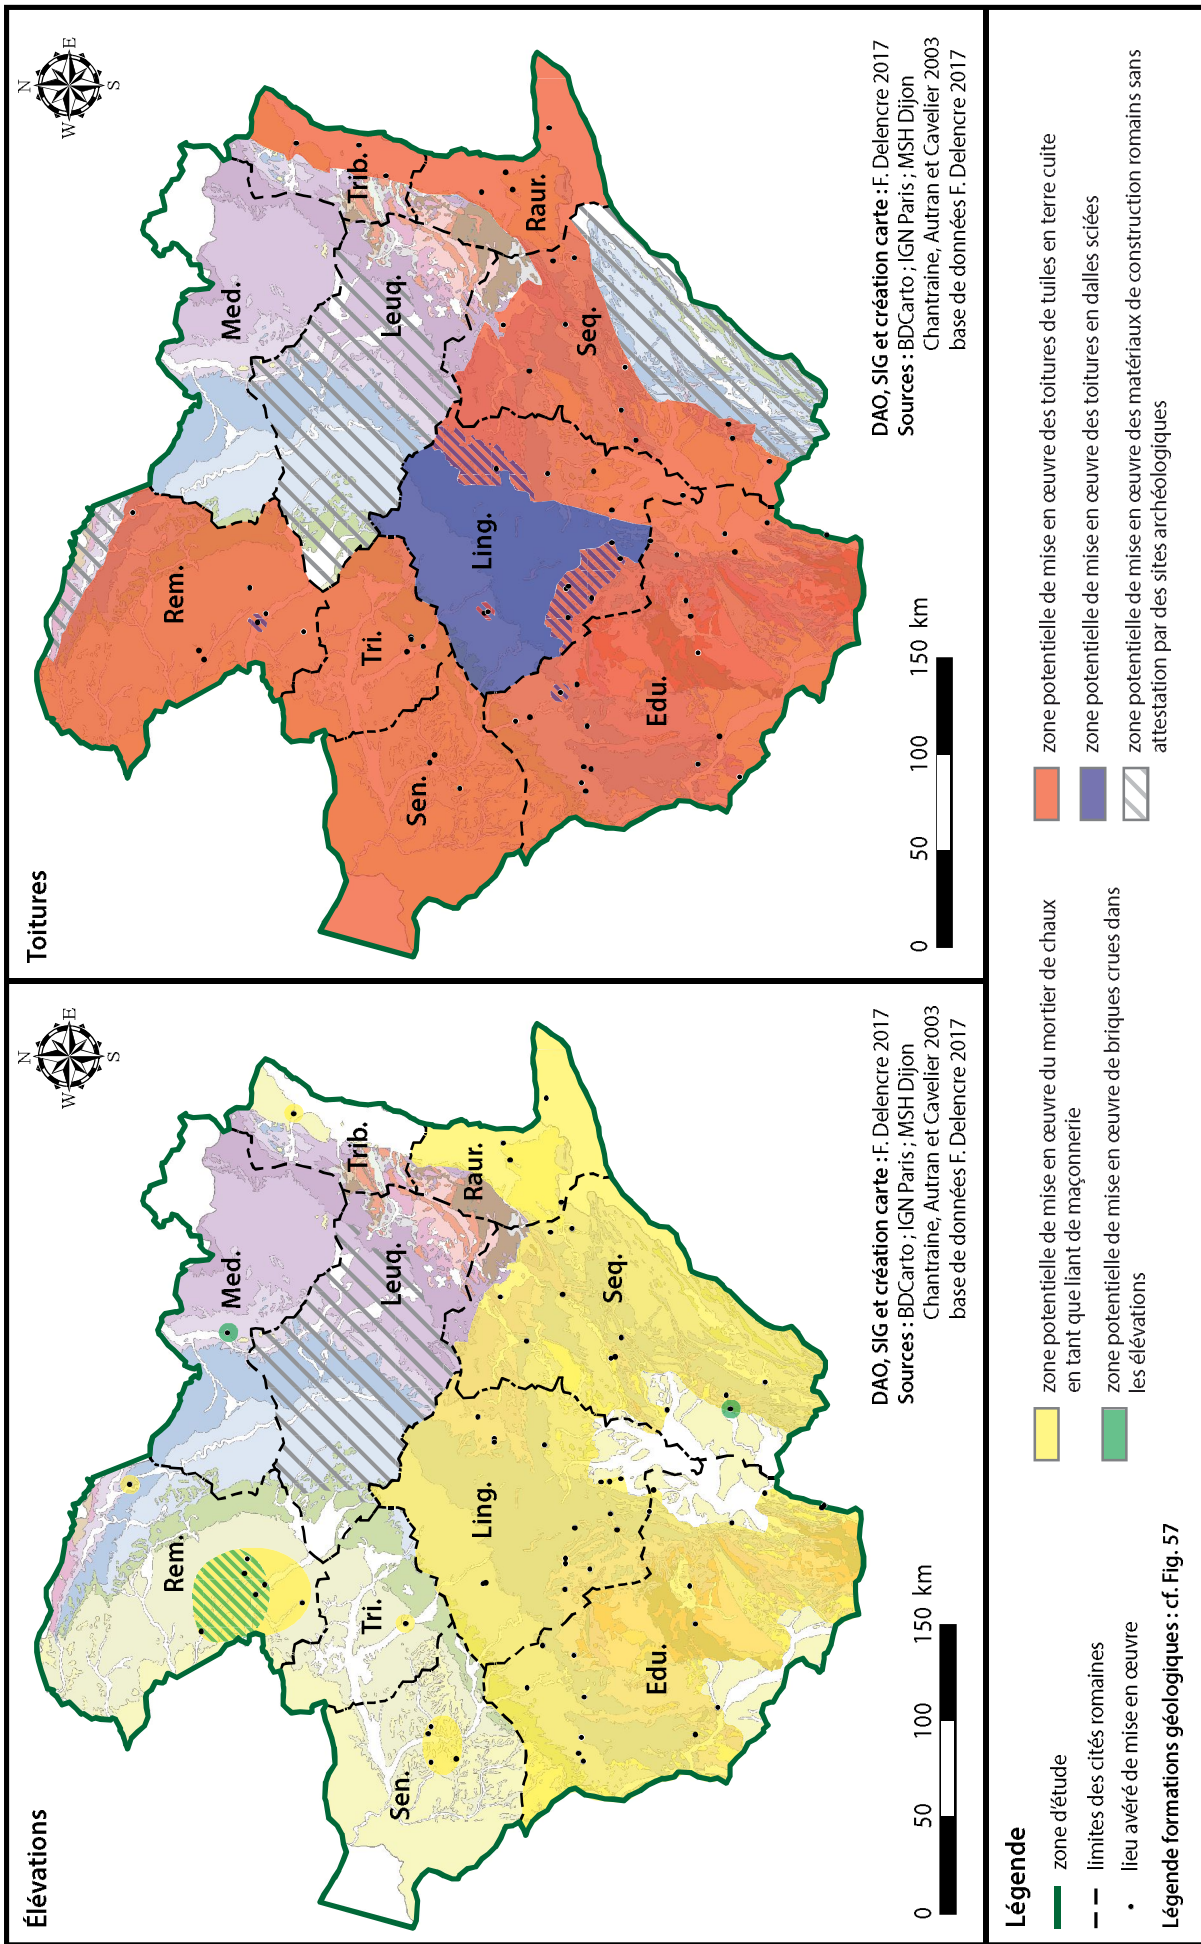 Élévations
N
E
S
W
Rem.
Med.
Tri.
Sen.
Leuq.
Trib.
Raur.
Ling.
Seq.
Edu.
0 50 100 150 km
DAO, SIG et création carte : F. Delencre 2017
Sources : BDCarto ; IGN Paris ; MSH Dijon
Chantraine, Autran et Cavelier 2003
base de données F. Delencre 2017
Toitures
N
E
S
W
Rem.
Med.
Tri.
Sen.
Leuq.
Trib.
Raur.
Ling.
Seq.
Edu.
0 50 100 150 km
DAO, SIG et création carte : F. Delencre 2017
Sources : BDCarto ; IGN Paris ; MSH Dijon
Chantraine, Autran et Cavelier 2003
base de données F. Delencre 2017
Légende
zone d'étude
limites des cités romaines
lieu avéré de mise en œuvre
Légende formations géologiques : cf. Fig. 57
zone potentielle de mise en œuvre du mortier de chaux
en tant que liant de maçonnerie
zone potentielle de mise en œuvre de briques crues dans
les élévations
zone potentielle de mise en œuvre des toitures de tuiles en terre cuite
zone potentielle de mise en œuvre de toitures en dalles sciées
zone potentielle de mise en œuvre des matériaux de construction romains sans
attestation par des sites archéologiques